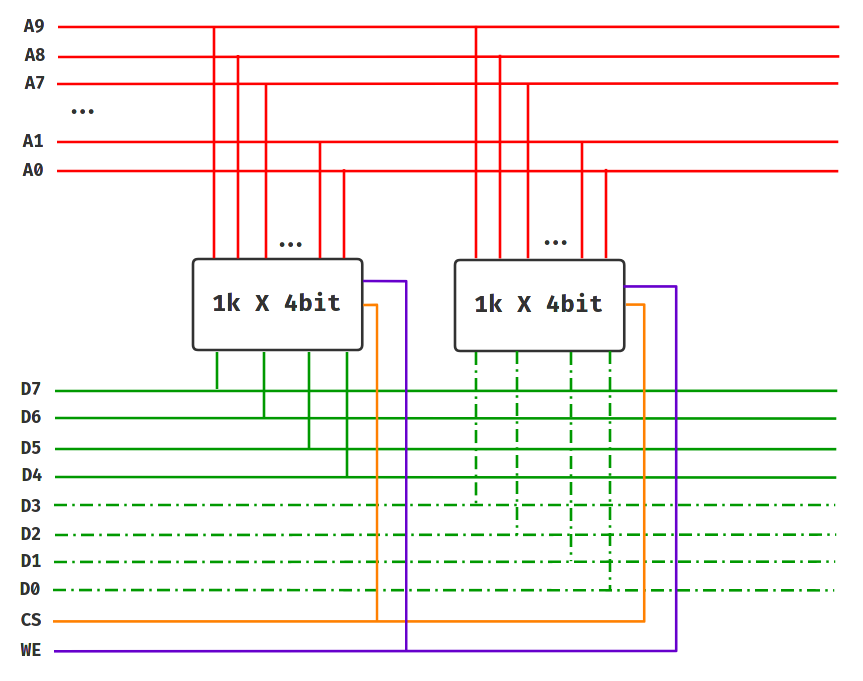 A9
A8
A7
...
A1
A0
... ...
1k X 4bit 1k X 4bit
D7
D6
D5
D4
D3
D2
D1
D0
CS
WE